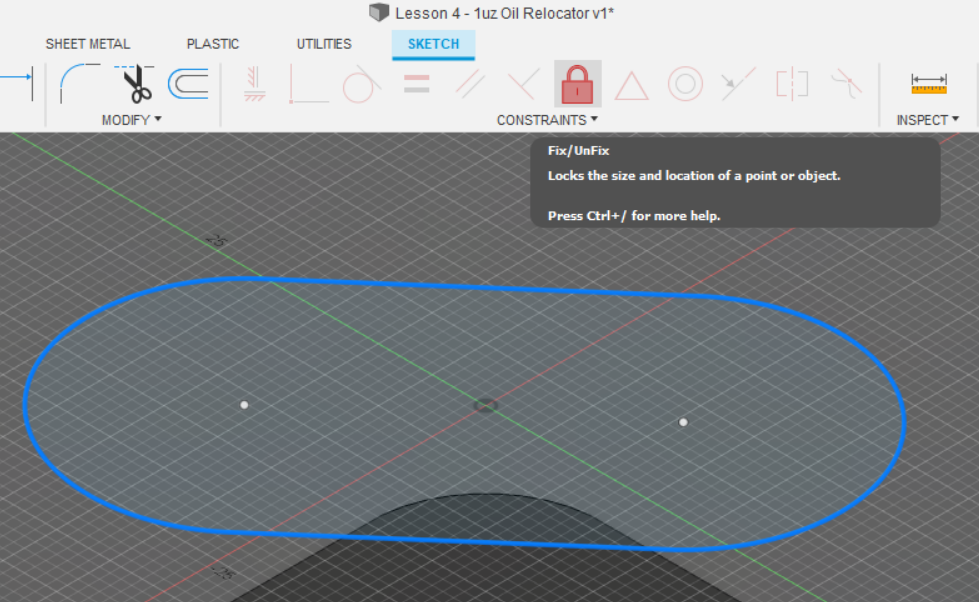 Lesson 4 - 1uz Oil Relocator v1*
SHEET METAL PLASTIC UTILITIES SKETCH
MODIFY CONSTRAINTS INSPECT
Fix/UnFix
Locks the size and location of a point or object.
Press Ctrl+/ for more help.
25
-25